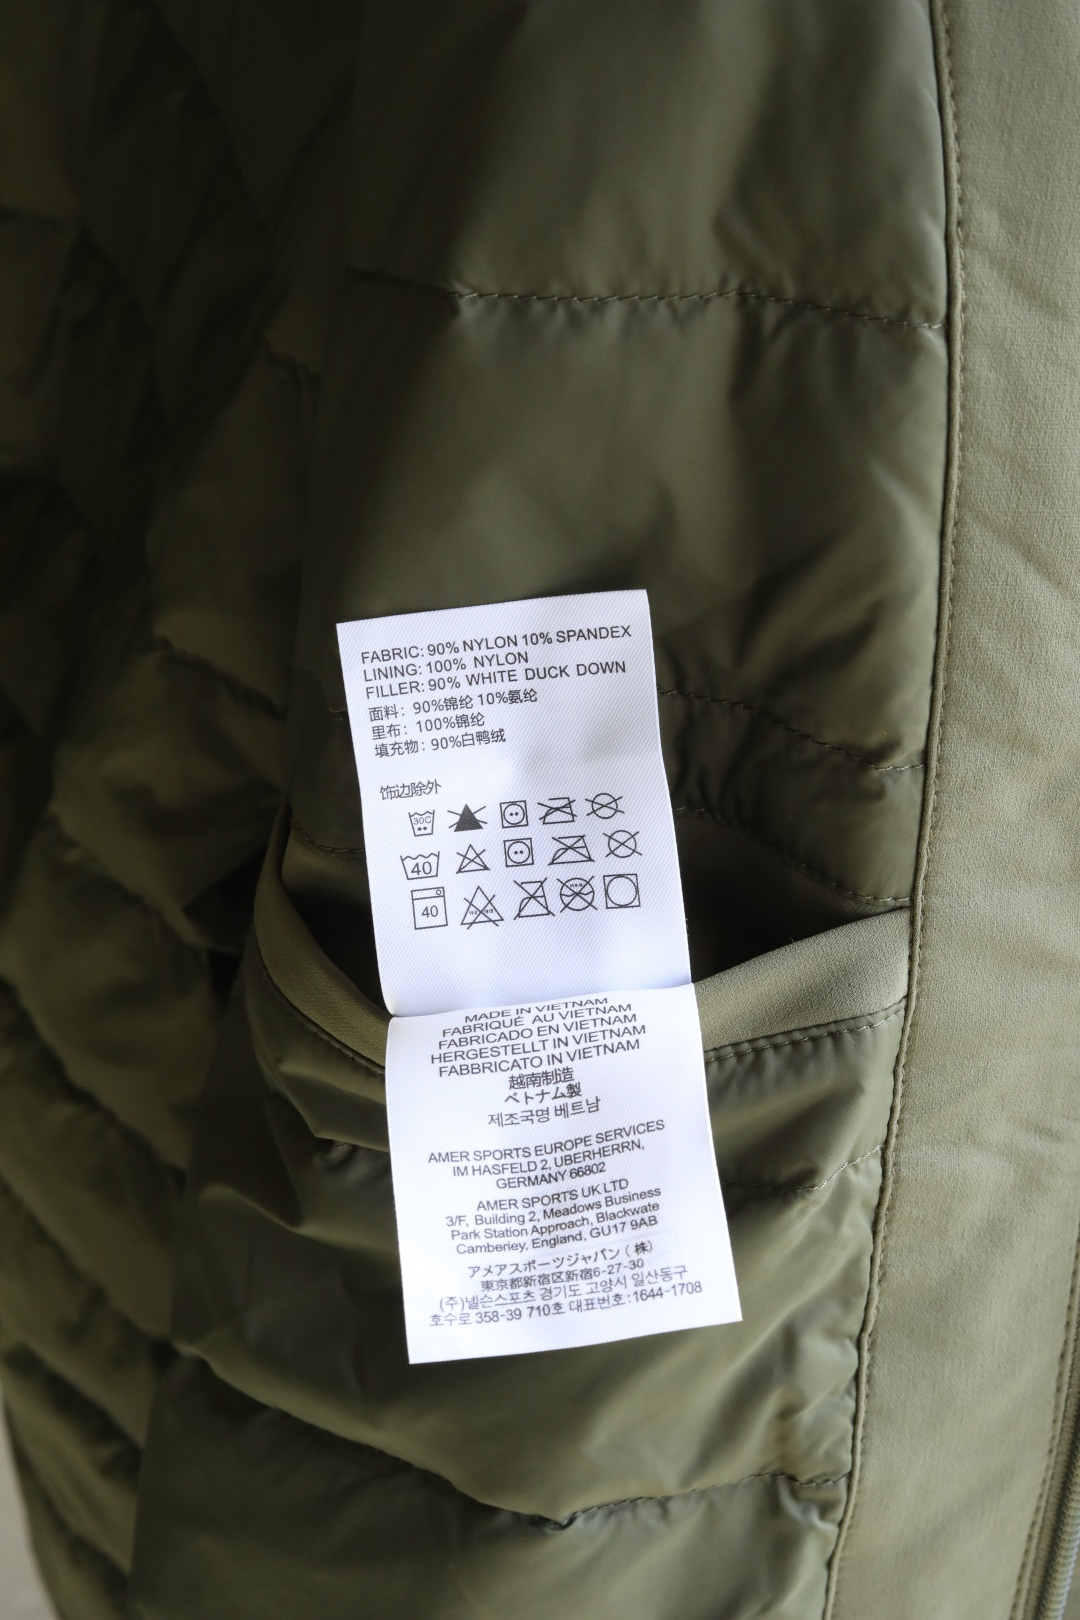 FABRIC: 90% NYLON 10% SPANDEX
LINING: 100% NYLON
FILLER: 90% WHITE DUCK DOWN
面料: 90%锦纶 10%氨纶
里布: 100%锦纶
填充物: 90%白鸭绒
饰边除外
30C
40
40
MADE IN VIETNAM
FABRIQUÉ AU VIETNAM
FABRICADO EN VIETNAM
HERGESTELLT IN VIETNAM
FABBRICATO IN VIETNAM
越南制造
ベトナム製
제조국명 베트남
AMER SPORTS EUROPE SERVICES
IM HASFELD 2, UBERHERRN,
GERMANY 66802
AMER SPORTS UK LTD
3/F, Building 2, Meadows Business
Park Station Approach, Blackwate
Camberiey, England, GU17 9AB
アメアスポーツジャパン (株)
東京都新宿区新宿6-27-30
(주)넬슨스포츠 경기도 고양시 일산동구
호수로 358-39 710호 대표번호:1644-1708